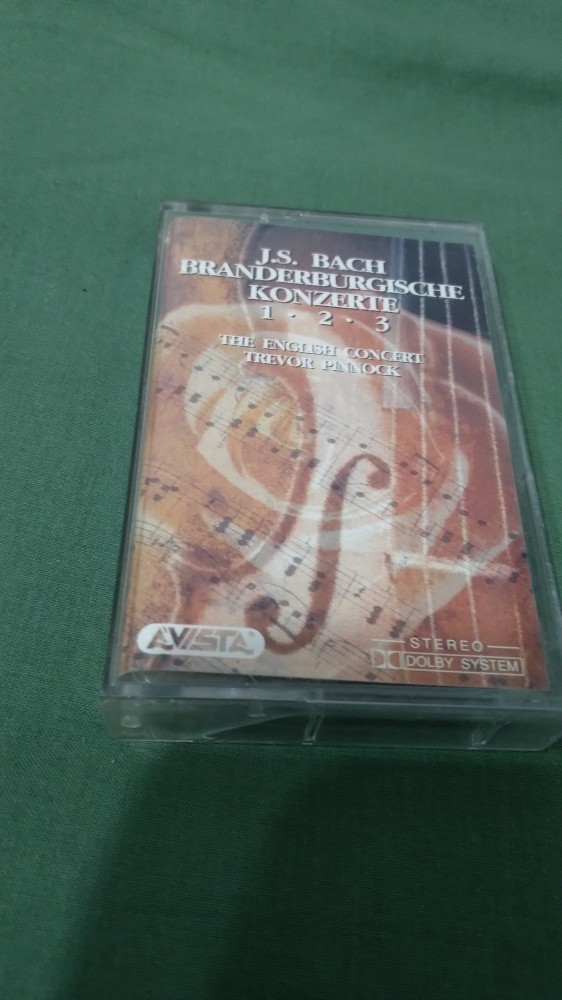 J.S. BACH
BRANDERBURGISCHE
KONZERTE
1 · 2 · 3
THE ENGLISH CONCERT
TREVOR PINNOCK
AVISTA
STEREO
DOLBY SYSTEM